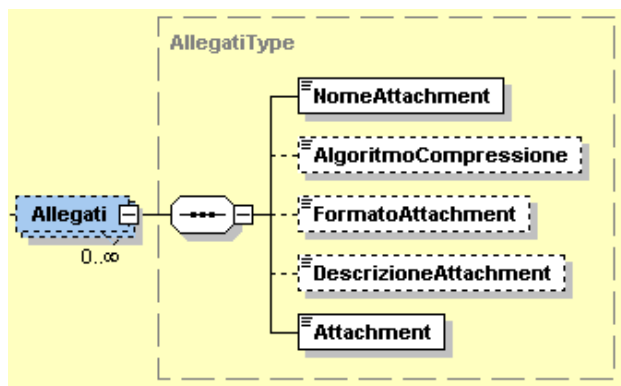 AllegatiType
NomeAttachment
AlgoritmoCompressione
FormatoAttachment
Allegati
0..∞
DescrizioneAttachment
Attachment